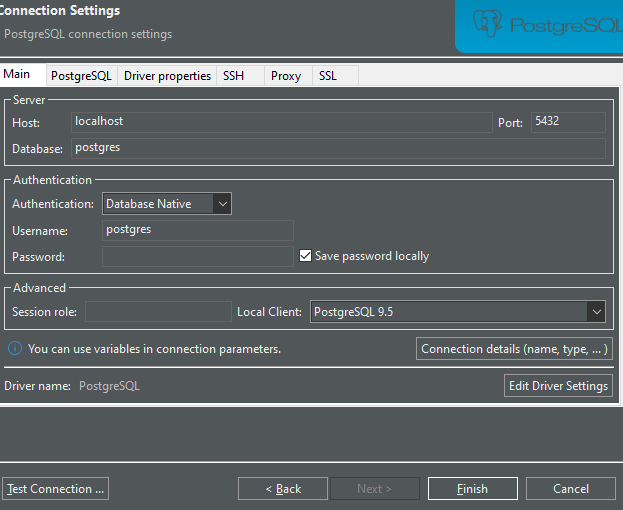 Connection Settings
PostgreSQL connection settings
PostgreSQL
Main PostgreSQL Driver properties SSH Proxy SSL
Server
Host: localhost Port: 5432
Database: postgres
Authentication
Authentication: Database Native
Username: postgres
Password: Save password locally
Advanced
Session role: Local Client: PostgreSQL 9.5
You can use variables in connection parameters. Connection details (name, type, ... )
Driver name: PostgreSQL Edit Driver Settings
Test Connection ... < Back Next > Finish Cancel